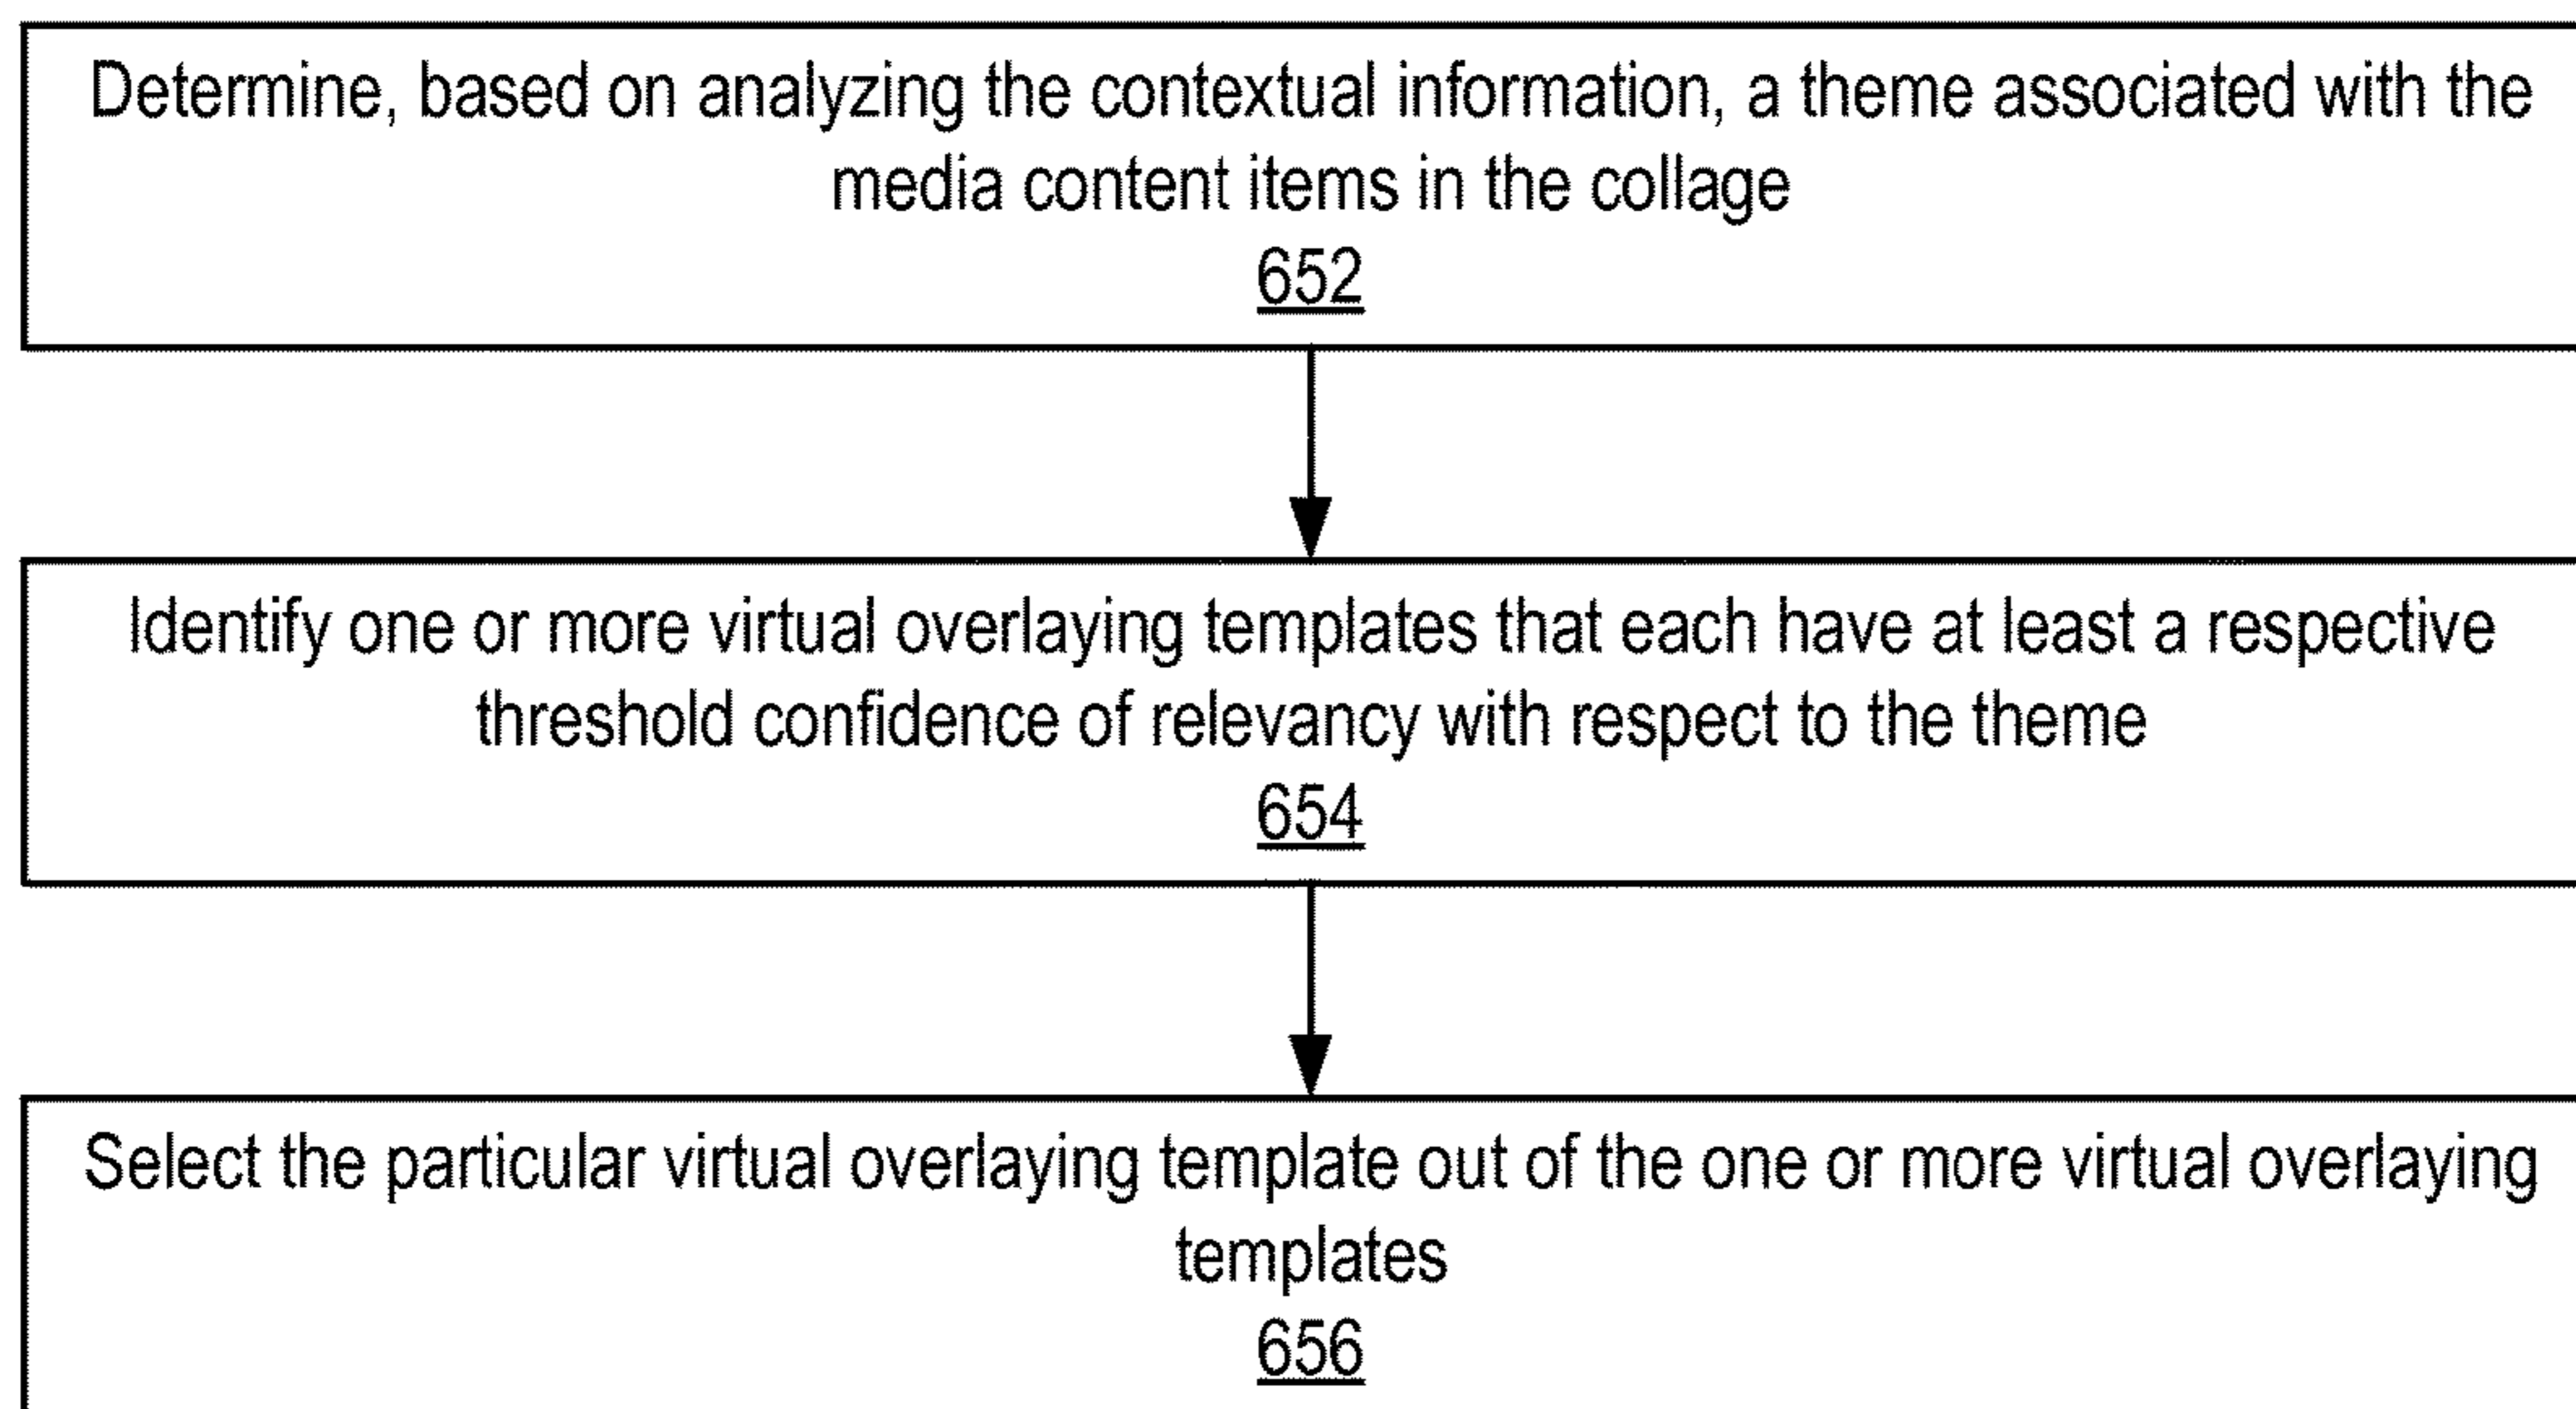 Determine, based on analyzing the contextual information, a theme associated with the
media content items in the collage
652
Identify one or more virtual overlaying templates that each have at least a respective
threshold confidence of relevancy with respect to the theme
654
Select the particular virtual overlaying template out of the one or more virtual overlaying
templates
656